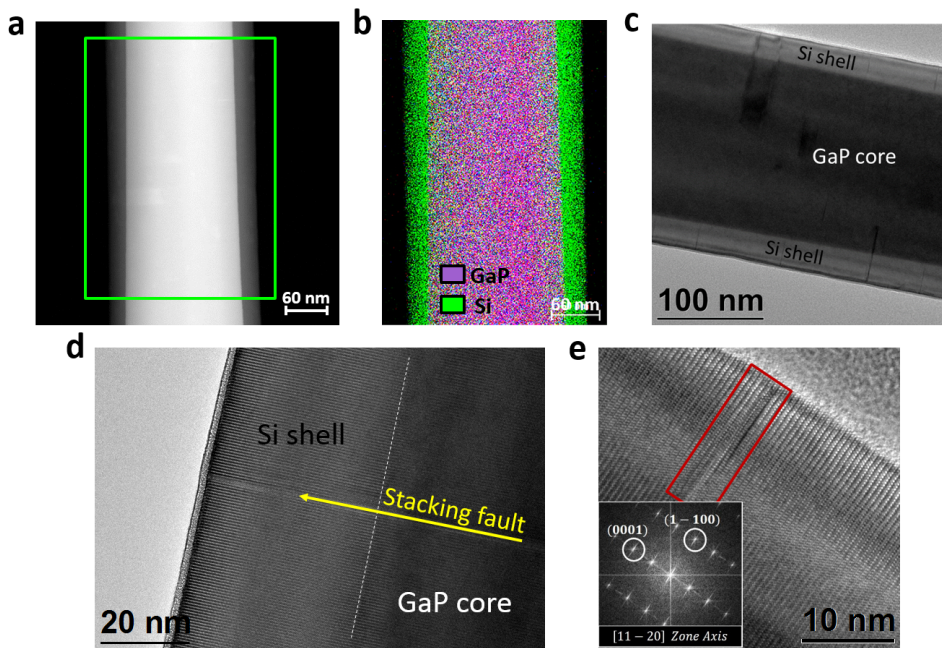 a
60 nm
b
GaP
Si
60 nm
c
Si shell
GaP core
Si shell
100 nm
d
Si shell
Stacking fault
GaP core
20 nm
e
(0001)
(1 − 100)
[11 − 20] Zone Axis
10 nm